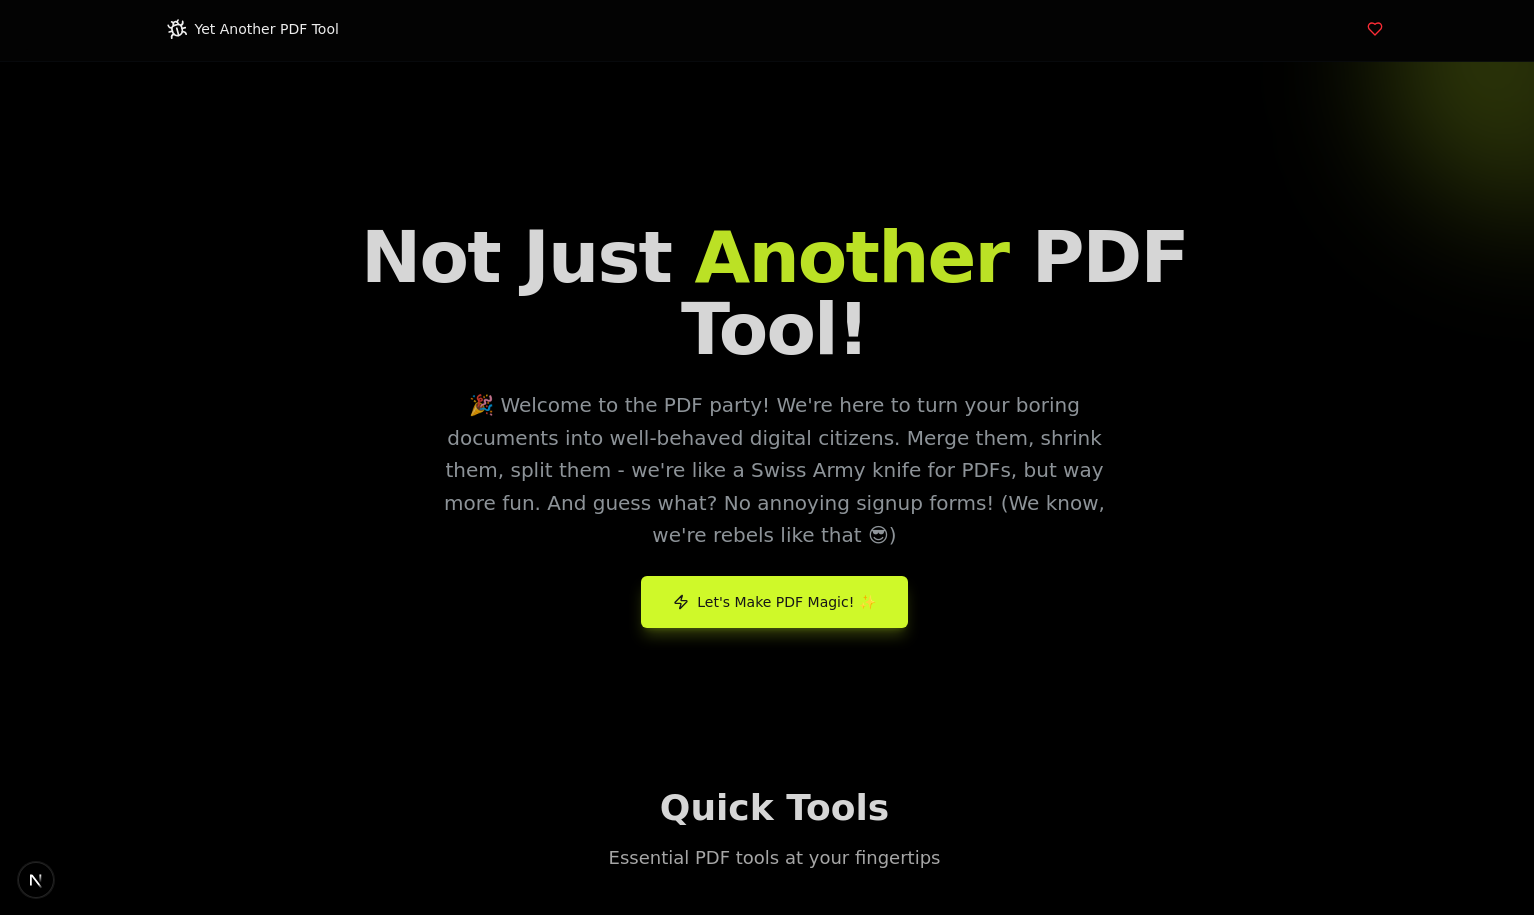 Yet Another PDF Tool
Not Just Another PDF
Tool!
🎉 Welcome to the PDF party! We're here to turn your boring
documents into well-behaved digital citizens. Merge them, shrink
them, split them - we're like a Swiss Army knife for PDFs, but way
more fun. And guess what? No annoying signup forms! (We know,
we're rebels like that 😎)
Let's Make PDF Magic! ✨
Quick Tools
Essential PDF tools at your fingertips
N